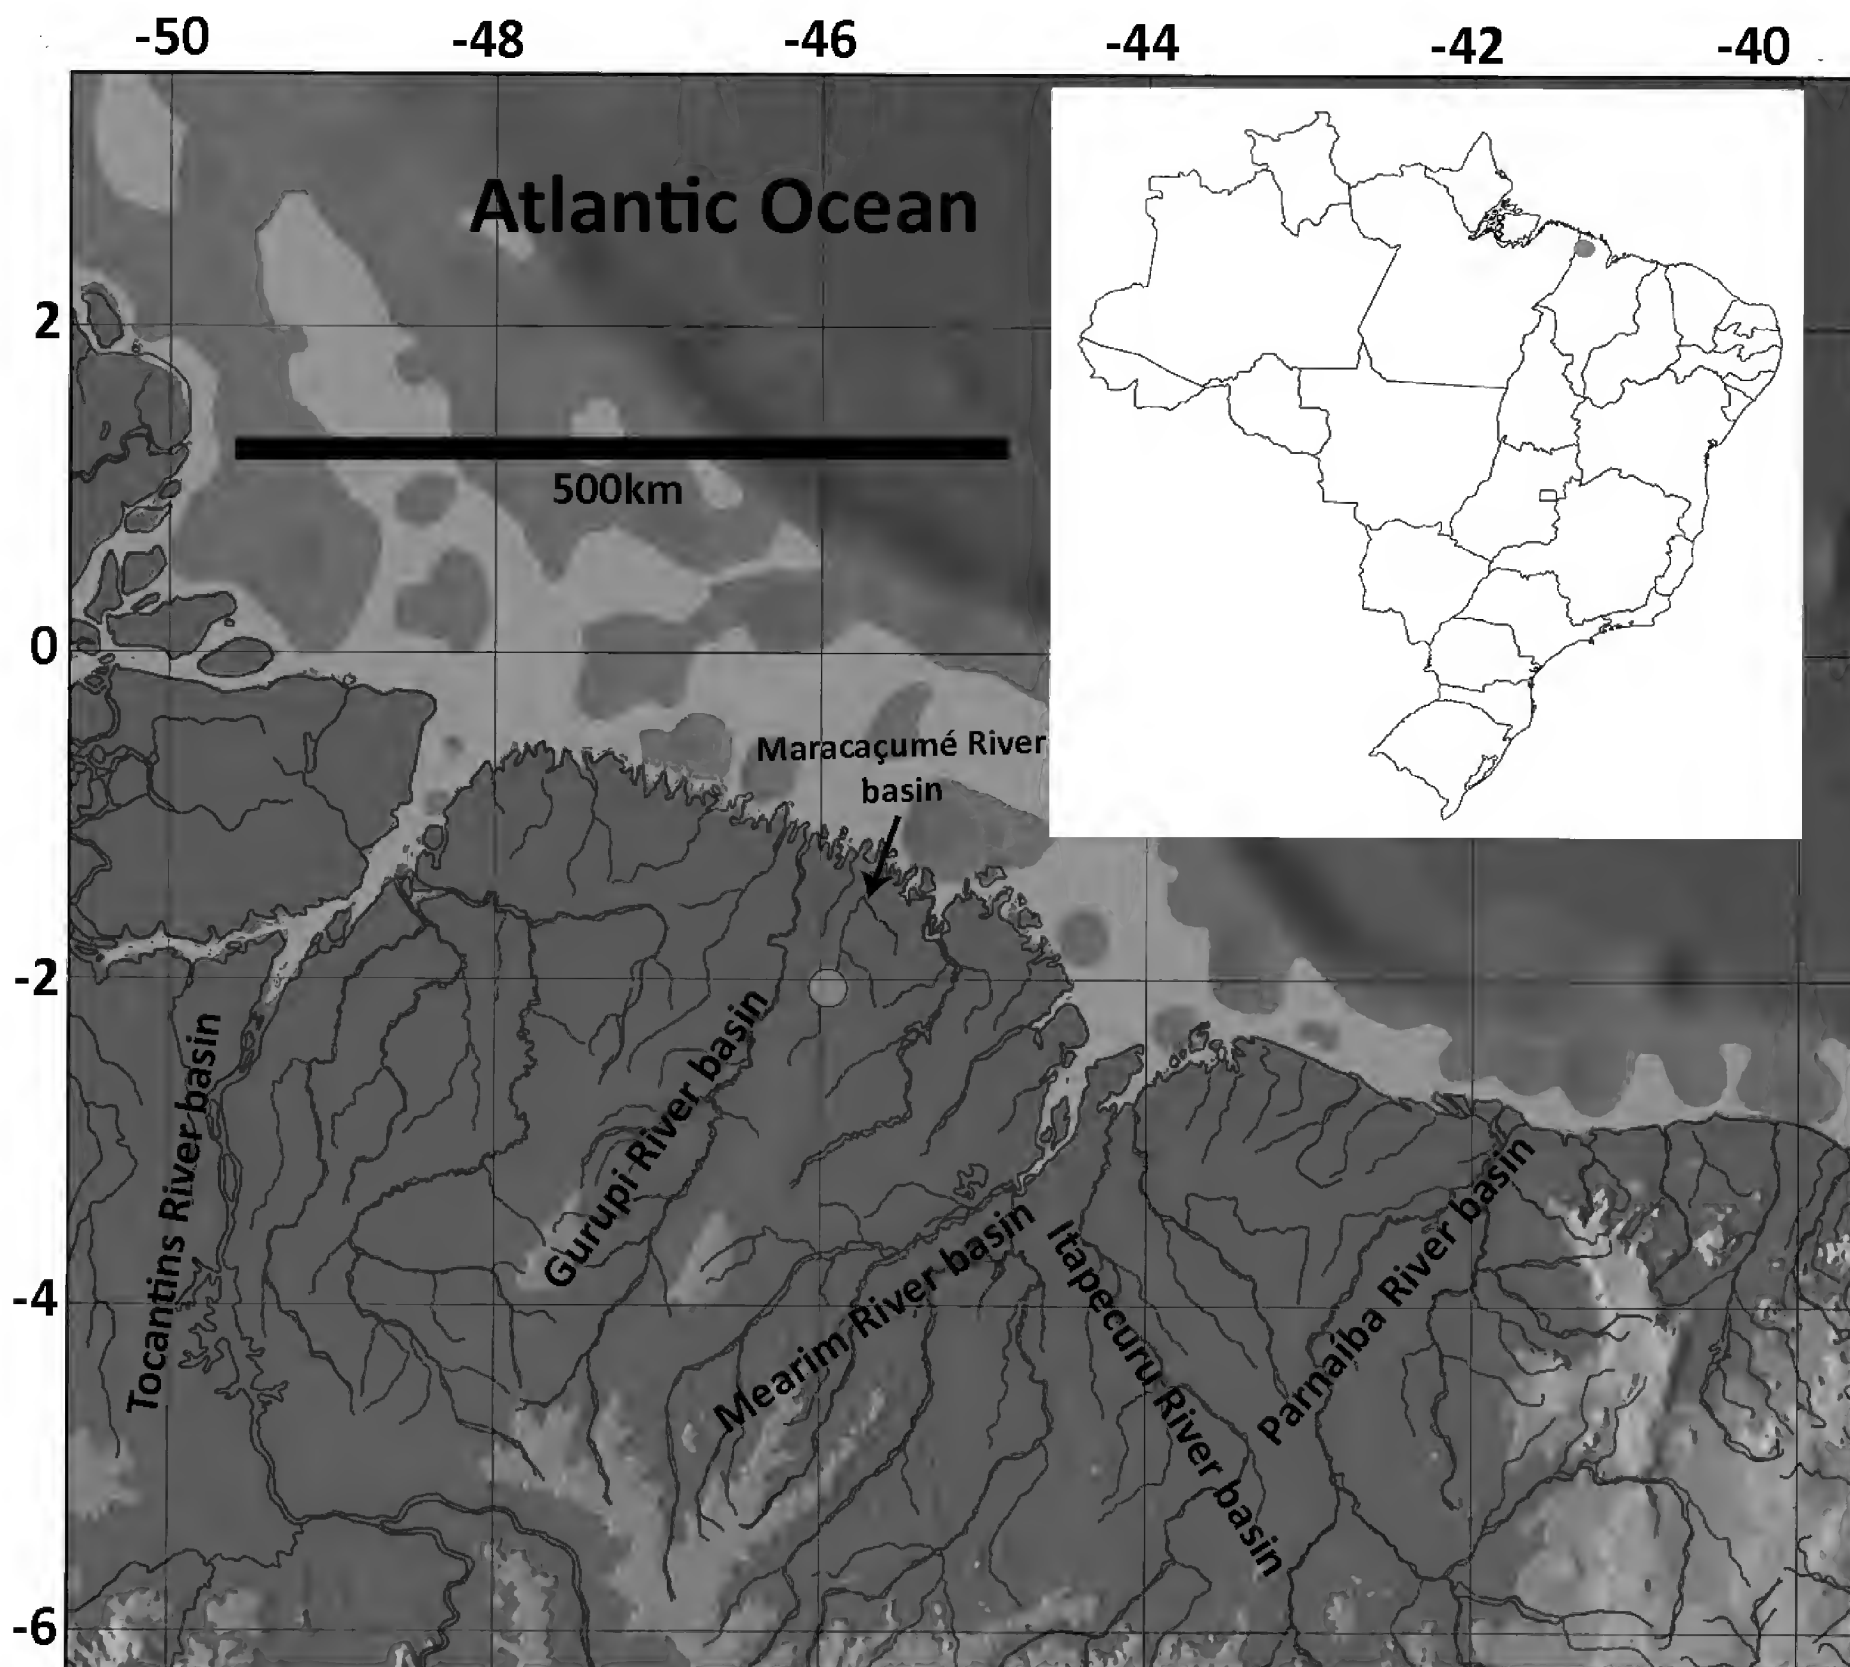 -50 -48 -46 -44 -42 -40
Atlantic Ocean
2
500km
0
Maracaçumé River
basin
-2
Tocantins River basin
Gurupi River basin
Mearim River basin
Itapecuru River basin
Parnaiba River basin
-4
-6